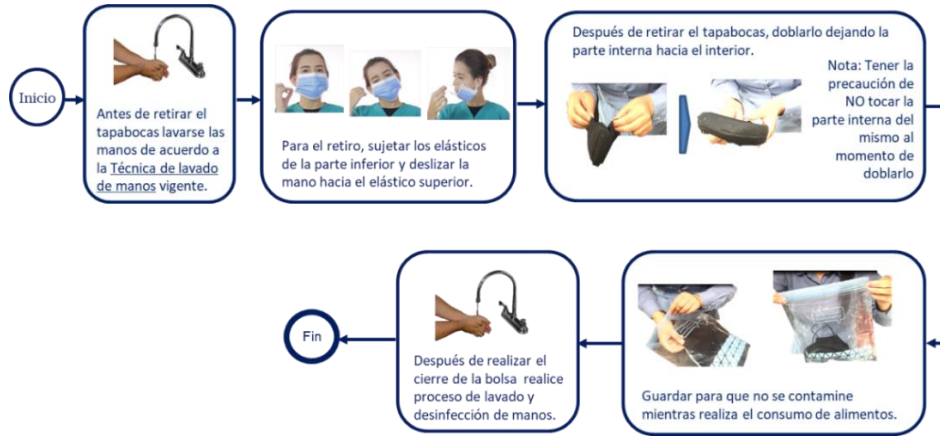 Inicio
Antes de retirar el
tapabocas lavarse las
manos de acuerdo a
la Técnica de lavado
de manos vigente.
Para el retiro, sujetar los elásticos
de la parte inferior y deslizar la
mano hacia el elástico superior.
Después de retirar el tapabocas, doblarlo dejando la
parte interna hacia el interior.
Nota: Tener la
precaución de
NO tocar la
parte interna del
mismo al
momento de
doblarlo
Guardar para que no se contamine
mientras realiza el consumo de alimentos.
Después de realizar el
cierre de la bolsa realice
proceso de lavado y
desinfección de manos.
Fin